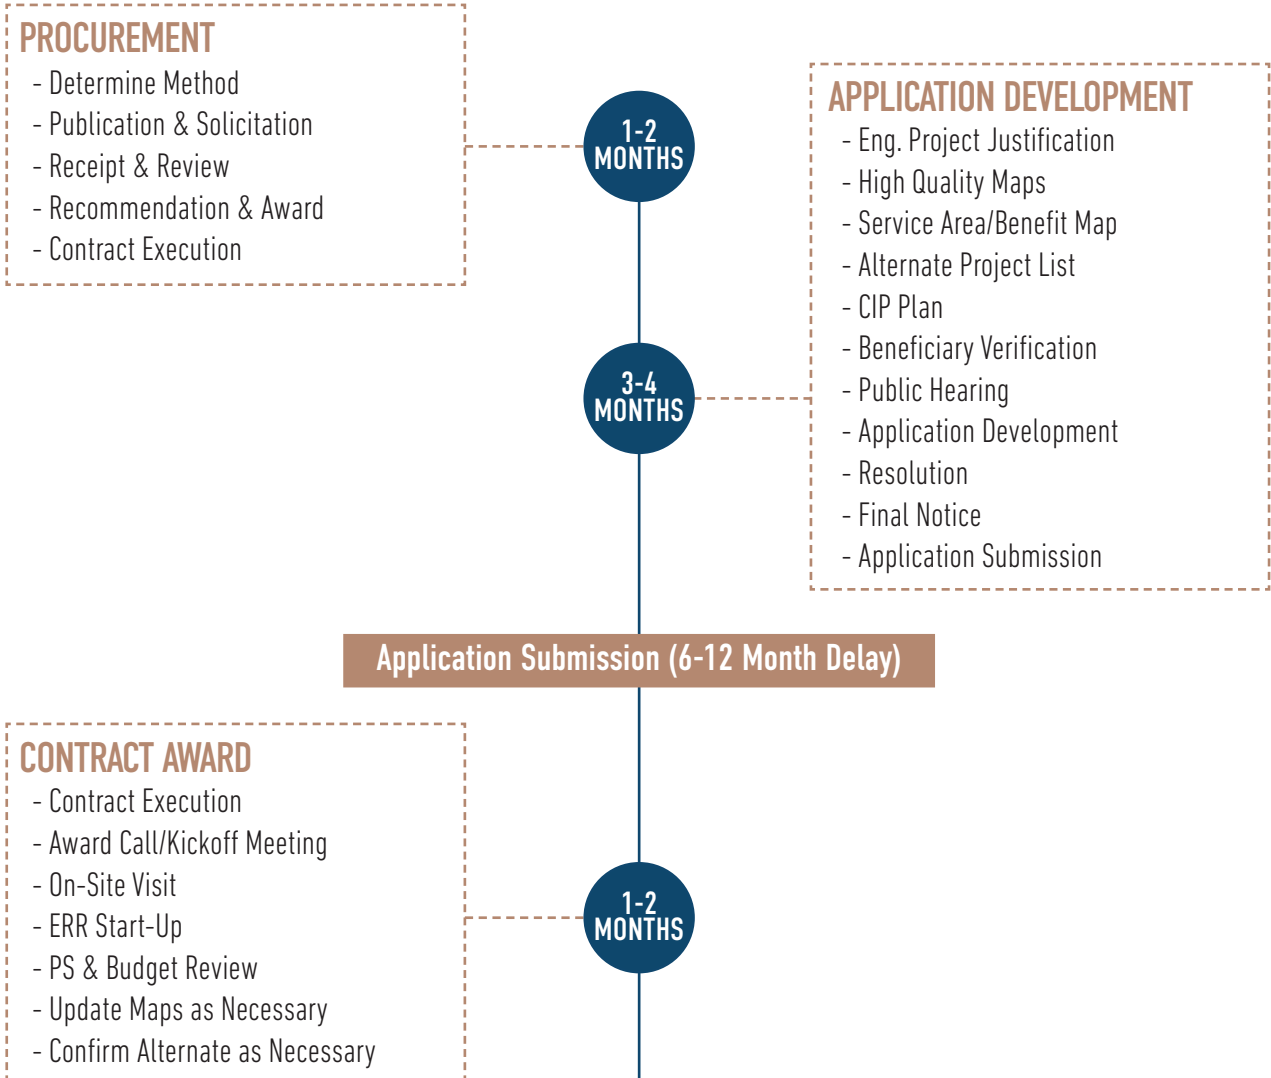 PROCUREMENT
- Determine Method
- Publication & Solicitation
- Receipt & Review
- Recommendation & Award
- Contract Execution
1-2
MONTHS
APPLICATION DEVELOPMENT
- Eng. Project Justification
- High Quality Maps
- Service Area/Benefit Map
- Alternate Project List
- CIP Plan
- Beneficiary Verification
- Public Hearing
- Application Development
- Resolution
- Final Notice
- Application Submission
3-4
MONTHS
Application Submission (6-12 Month Delay)
CONTRACT AWARD
- Contract Execution
- Award Call/Kickoff Meeting
- On-Site Visit
- ERR Start-Up
- PS & Budget Review
- Update Maps as Necessary
- Confirm Alternate as Necessary
1-2
MONTHS